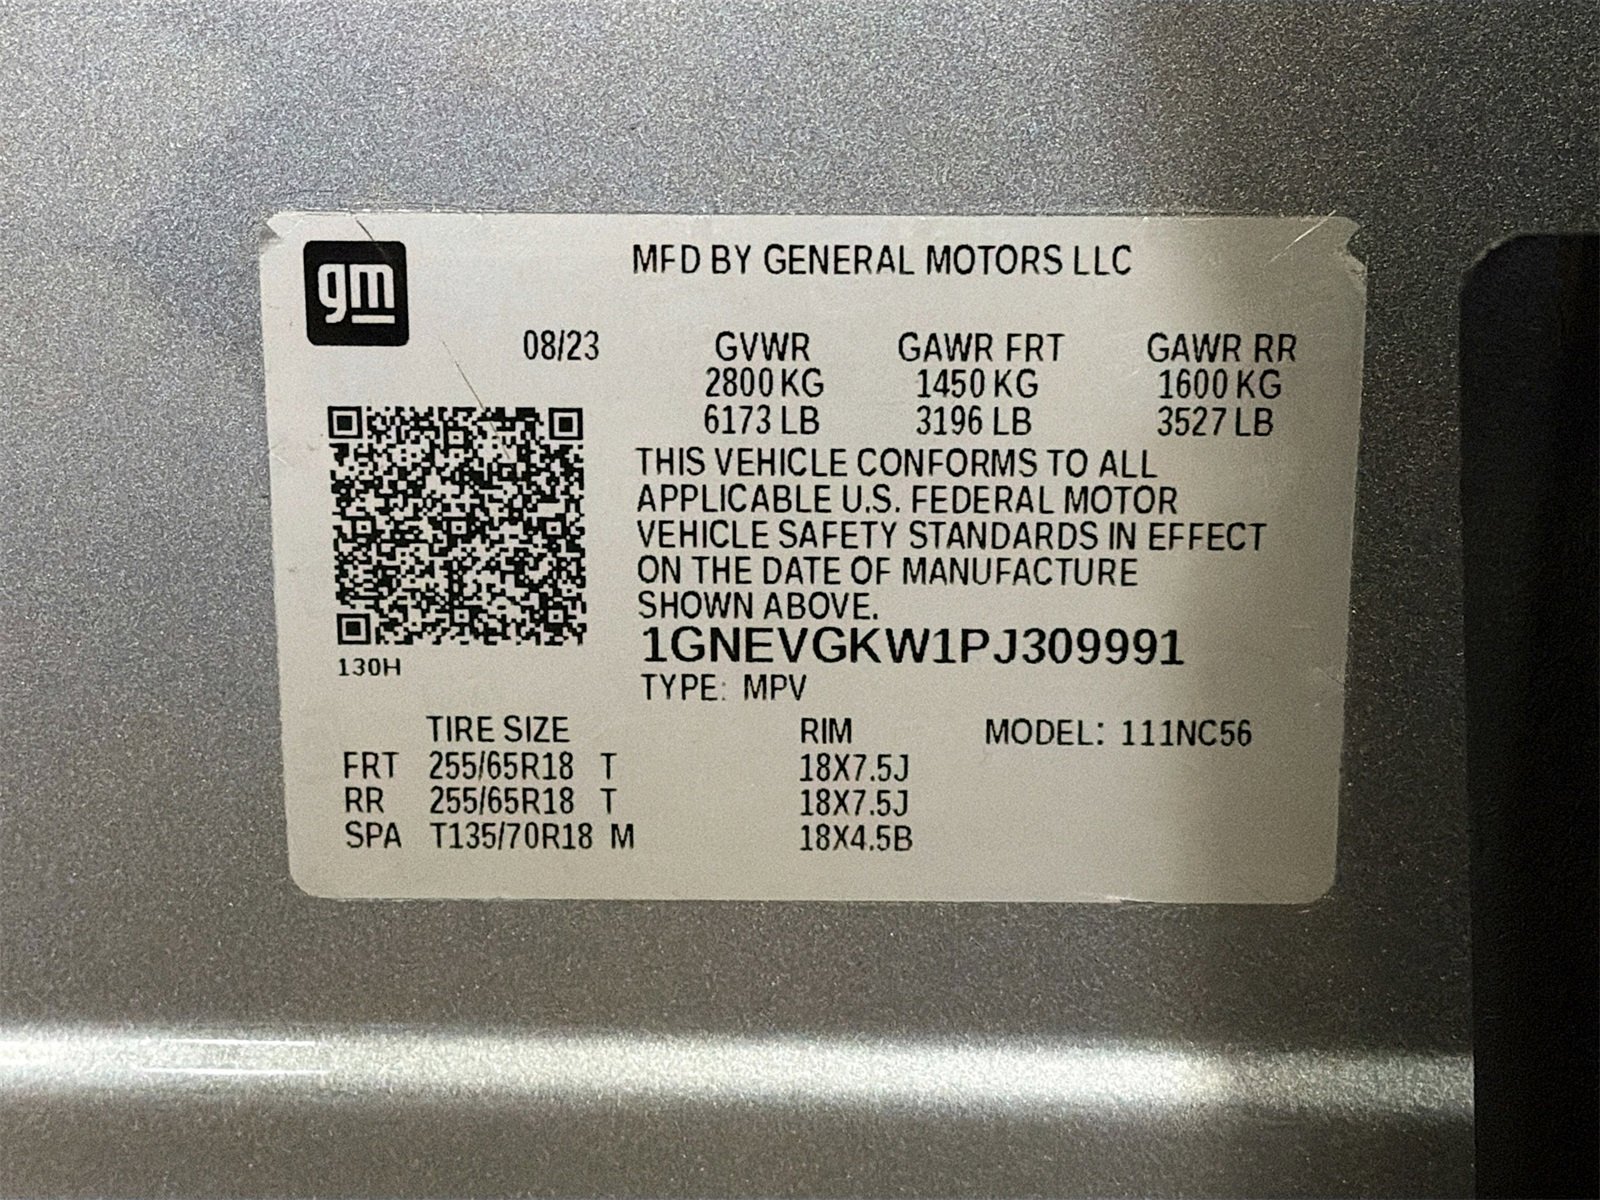 gm
MFD BY GENERAL MOTORS LLC
08/23 GVWR GAWR FRT GAWR RR
2800 KG 1450 KG 1600 KG
6173 LB 3196 LB 3527 LB
THIS VEHICLE CONFORMS TO ALL
APPLICABLE U.S. FEDERAL MOTOR
VEHICLE SAFETY STANDARDS IN EFFECT
ON THE DATE OF MANUFACTURE
SHOWN ABOVE.
1GNEVGKW1PJ309991
130H
TYPE: MPV
TIRE SIZE RIM MODEL: 111NC56
FRT 255/65R18 T 18X7.5J
RR 255/65R18 T 18X7.5J
SPA T135/70R18 M 18X4.5B